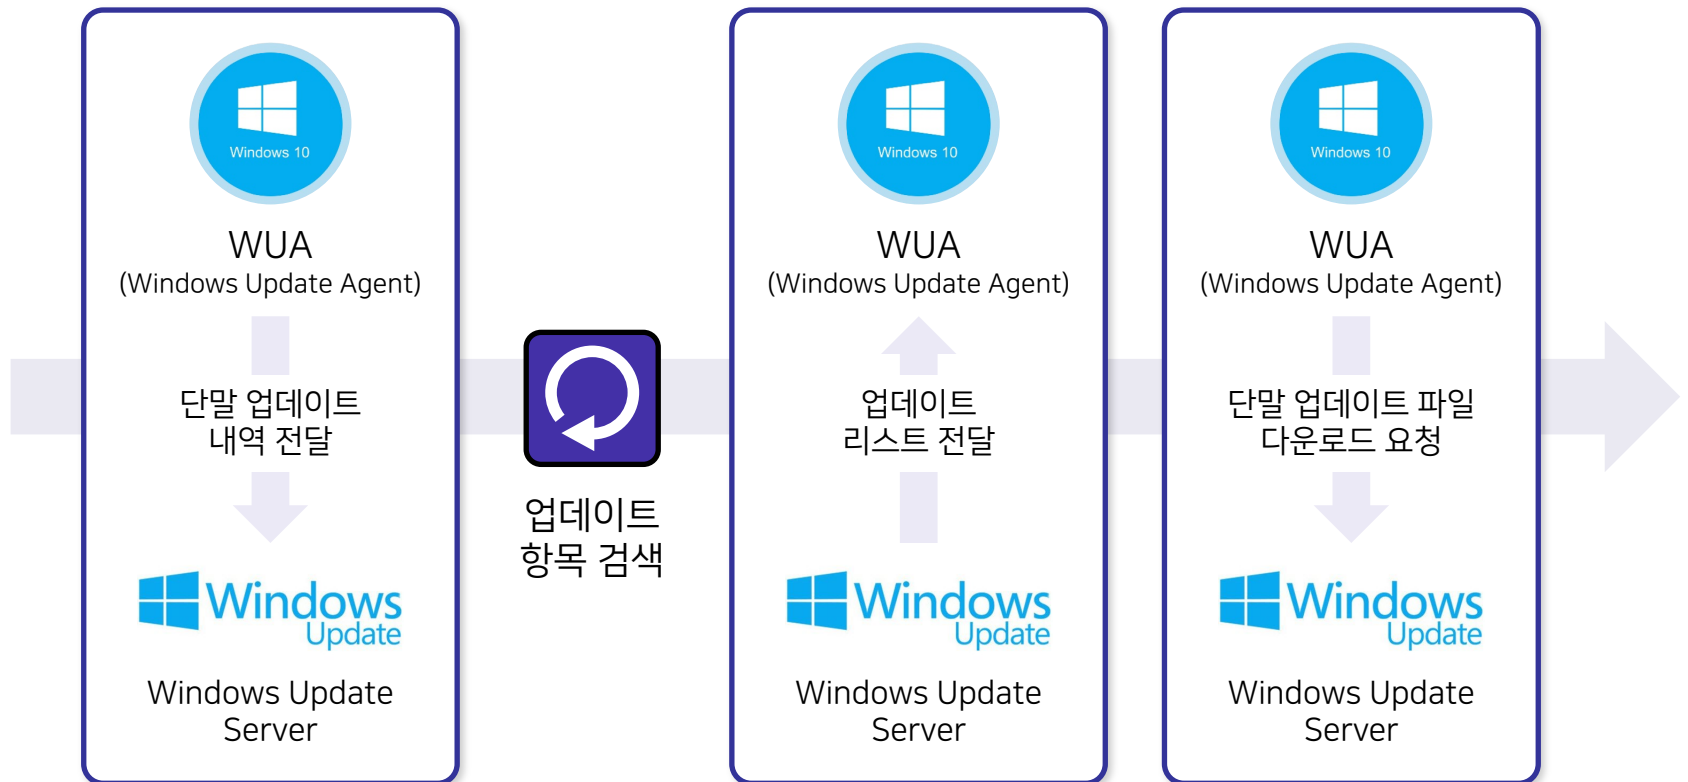 Windows 10
WUA
(Windows Update Agent)
단말 업데이트
내역 전달
Windows
Update
Windows Update
Server
업데이트
항목 검색
Windows 10
WUA
(Windows Update Agent)
업데이트
리스트 전달
Windows
Update
Windows Update
Server
Windows 10
WUA
(Windows Update Agent)
단말 업데이트 파일
다운로드 요청
Windows
Update
Windows Update
Server